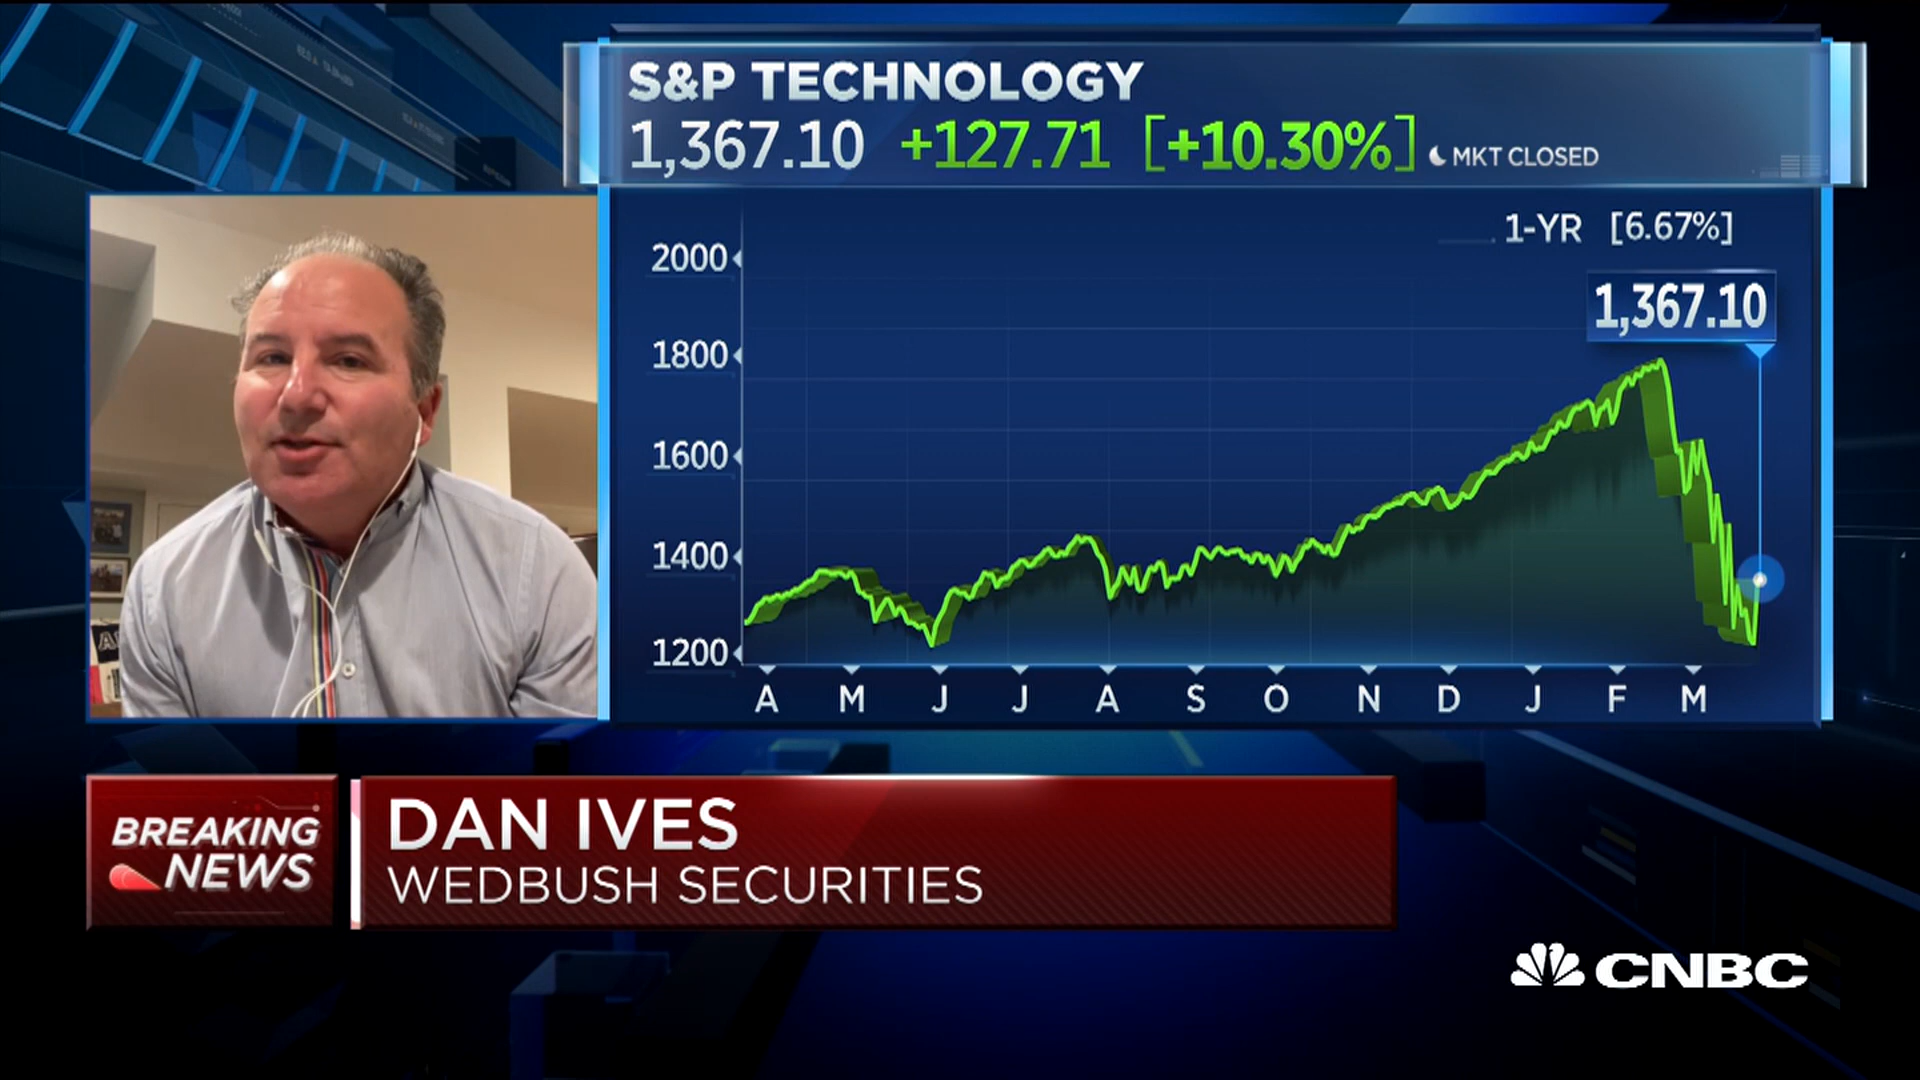 S&P TECHNOLOGY
1,367.10 +127.71 [+10.30%] MKT CLOSED
1-YR [6.67%]
1,367.10
2000
1800
1600
1400
1200
A M J J A S O N D J F M
BREAKING
NEWS
DAN IVES
WEDBUSH SECURITIES
CNBC